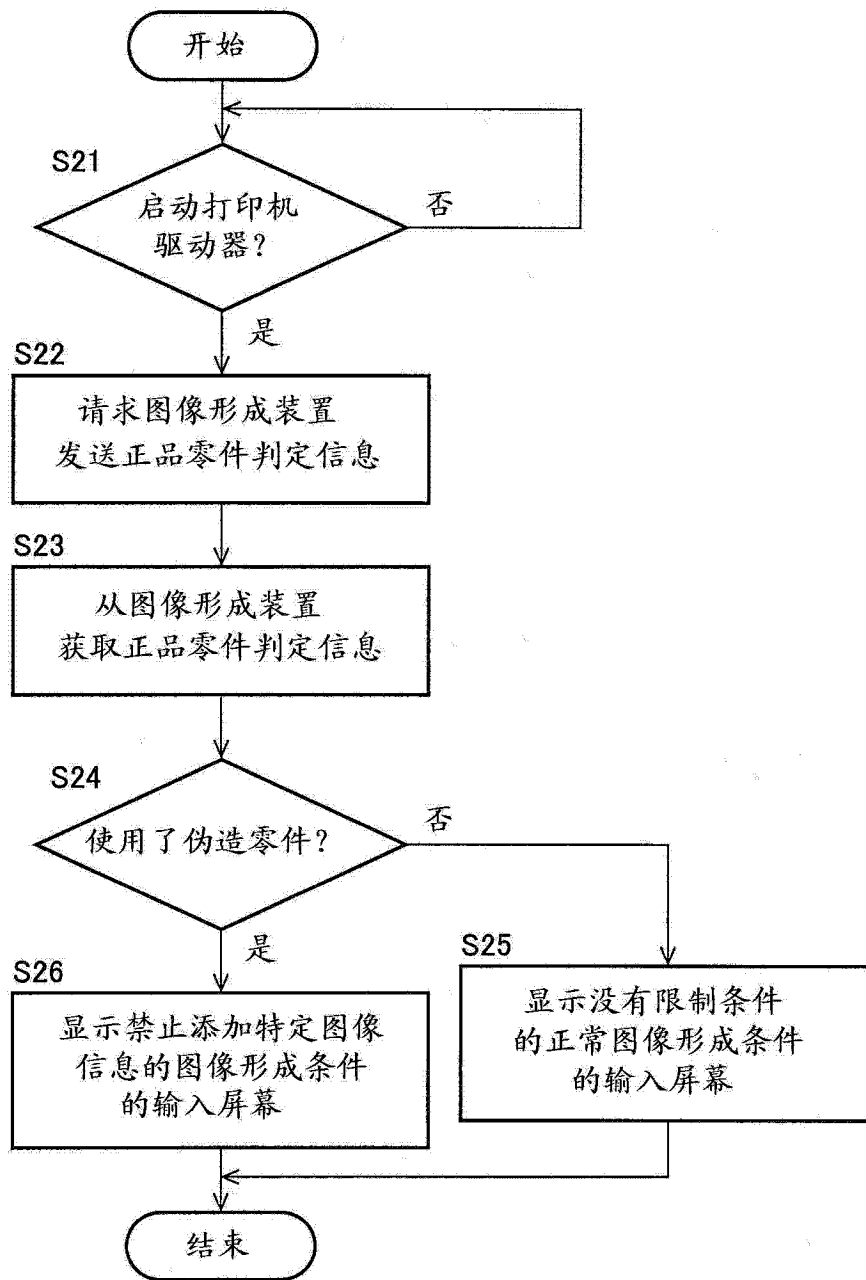 开始
S21
启动打印机
驱动器?
否
是
S22
请求图像形成装置
发送正品零件判定信息
S23
从图像形成装置
获取正品零件判定信息
S24
使用了伪造零件?
否
是
S26
显示禁止添加特定图像
信息的图像形成条件
的输入屏幕
S25
显示没有限制条件
的正常图像形成条件
的输入屏幕
结束